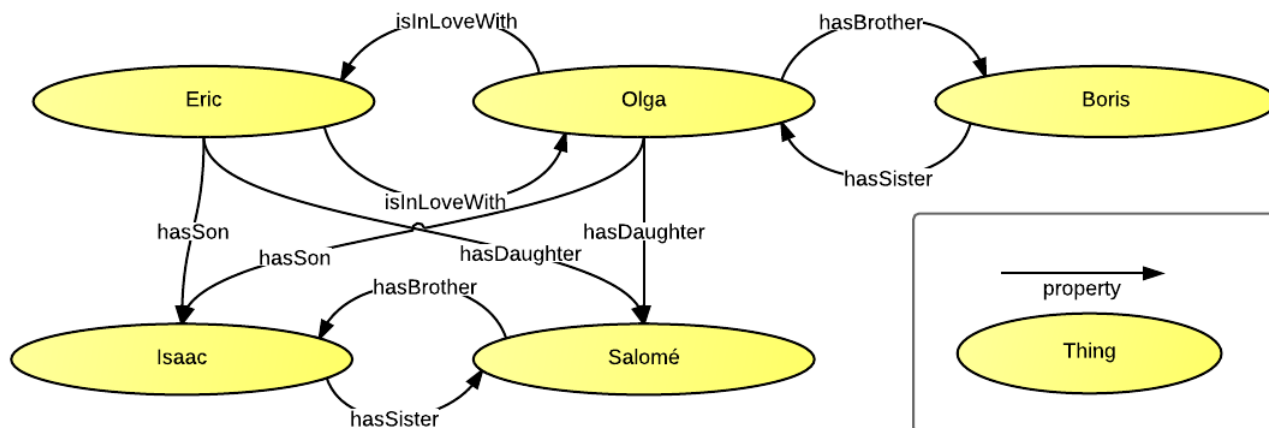 isInLoveWith
hasBrother
Eric
Olga
Boris
isInLoveWith
hasSister
hasSon
hasDaughter
hasSon
hasDaughter
hasBrother
property
Isaac
Salomé
Thing
hasSister